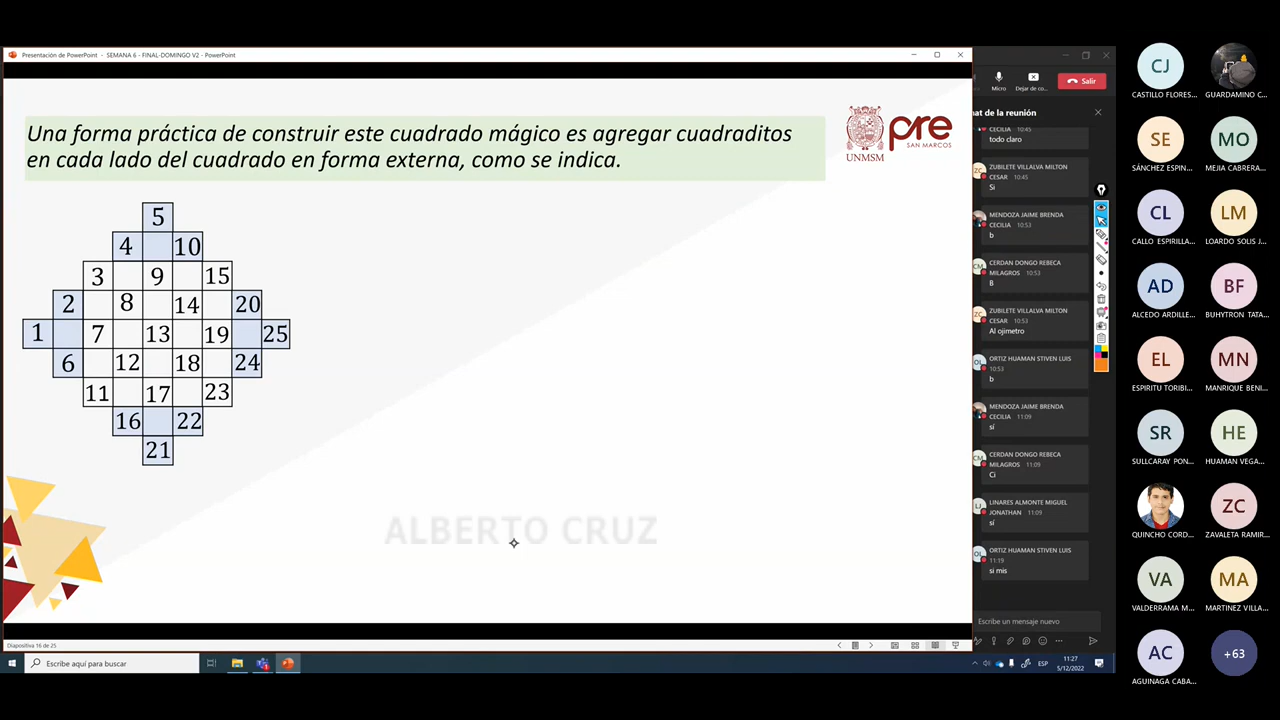 Presentación de PowerPoint - SEMANA 6 - FINAL-DOMINGO V2 - PowerPoint
Una forma práctica de construir este cuadrado mágico es agregar cuadraditos
en cada lado del cuadrado en forma externa, como se indica.
UNMSM
pre
SAN MARCOS
5
4 10
3 9 15
2 8 14 20
1 7 13 19 25
6 12 18 24
11 17 23
16 22
21
ALBERTO CRUZ
Diapositiva 16 de 25
Escribe aquí para buscar
Micro
Dejar de co...
Salir
hat de la reunión
CECILIA 10:45
todo claro
ZUBILETE VILLALVA MILTON
CESAR 10:45
Si
MENDOZA JAIME BRENDA
CECILIA 10:53
b
CERDAN DONGO REBECA
MILAGROS 10:53
B
ZUBILETE VILLALVA MILTON
CESAR 10:53
Al ojimetro
ORTIZ HUAMAN STIVEN LUIS
10:53
b
MENDOZA JAIME BRENDA
CECILIA 11:09
sí
CERDAN DONGO REBECA
MILAGROS 11:09
Ci
LINARES ALMONTE MIGUEL
JONATHAN 11:09
sí
ORTIZ HUAMAN STIVEN LUIS
11:19
si mis
Escribe un mensaje nuevo
ESP
11:27
5/12/2022
CJ
CASTILLO FLORES...
GUARDAMINO C...
SE
SÁNCHEZ ESPIN...
MO
MEJIA CABRERA...
CL
CALLO ESPIRILLA...
LM
LOARDO SOLIS J...
AD
ALCEDO ARDILLE...
BF
BUHYTRON TATA...
EL
ESPIRITU TORIBI...
MN
MANRIQUE BENI...
SR
SULLCARAY PON...
HE
HUAMAN VEGA...
QUINCHO CORD...
ZC
ZAVALETA RAMIR...
VA
VALDERRAMA M...
MA
MARTINEZ VILLA...
AC
AGUINAGA CABA...
+63